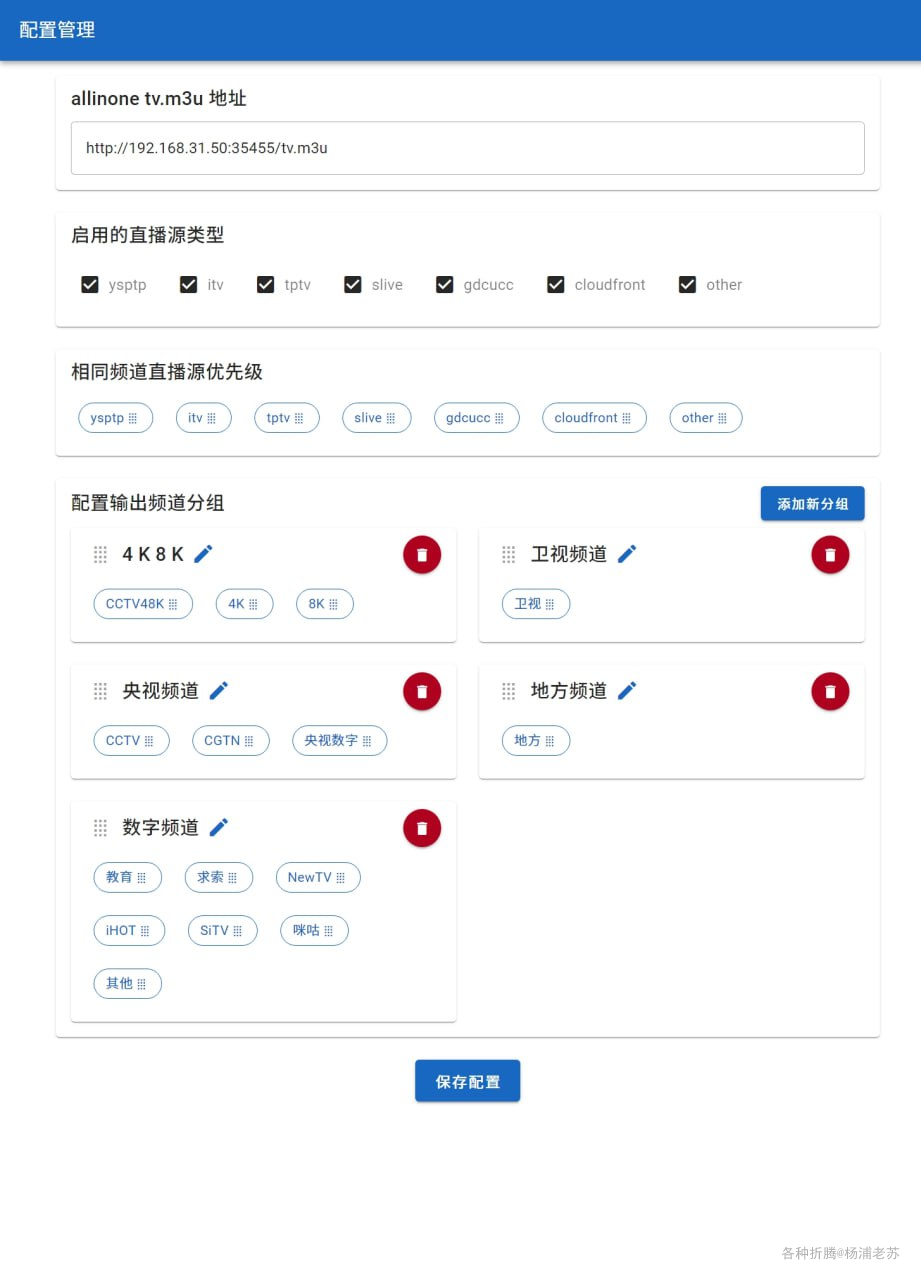 配置管理
allinone tv.m3u 地址
http://192.168.31.50:35455/tv.m3u
启用的直播源类型
ysptp itv tptv slive gdcucc cloudfront other
相同频道直播源优先级
ysptp itv tptv slive gdcucc cloudfront other
配置输出频道分组 添加新分组
4K8K 卫视频道
CCTV48K 4K 8K 卫视
央视频道 地方频道
CCTV CGTN 央视数字 地方
数字频道
教育 求索 NewTV
iHOT SiTV 咪咕
其他
保存配置
各种折腾@杨浦老苏